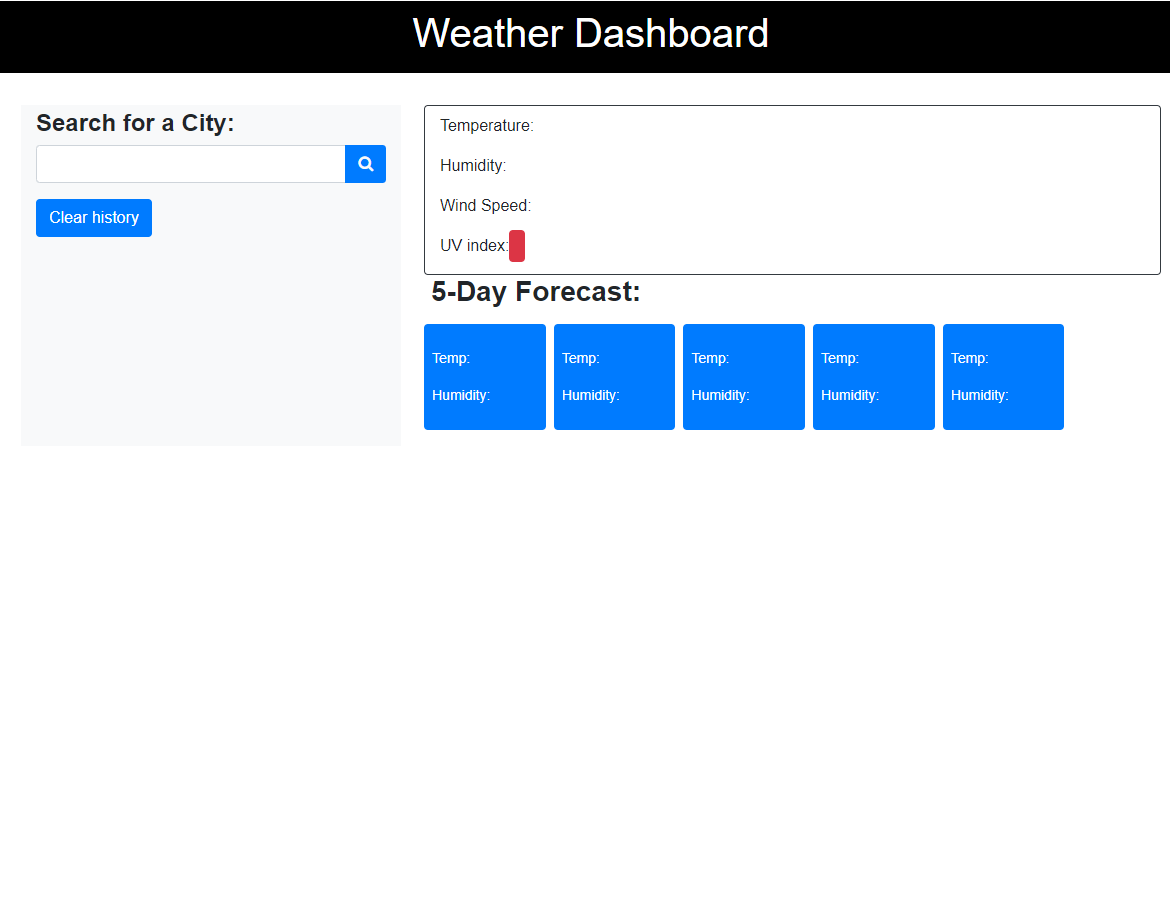 Weather Dashboard
Search for a City:
Clear history
Temperature:
Humidity:
Wind Speed:
UV index:
5-Day Forecast:
Temp:
Humidity:
Temp:
Humidity:
Temp:
Humidity:
Temp:
Humidity:
Temp:
Humidity: